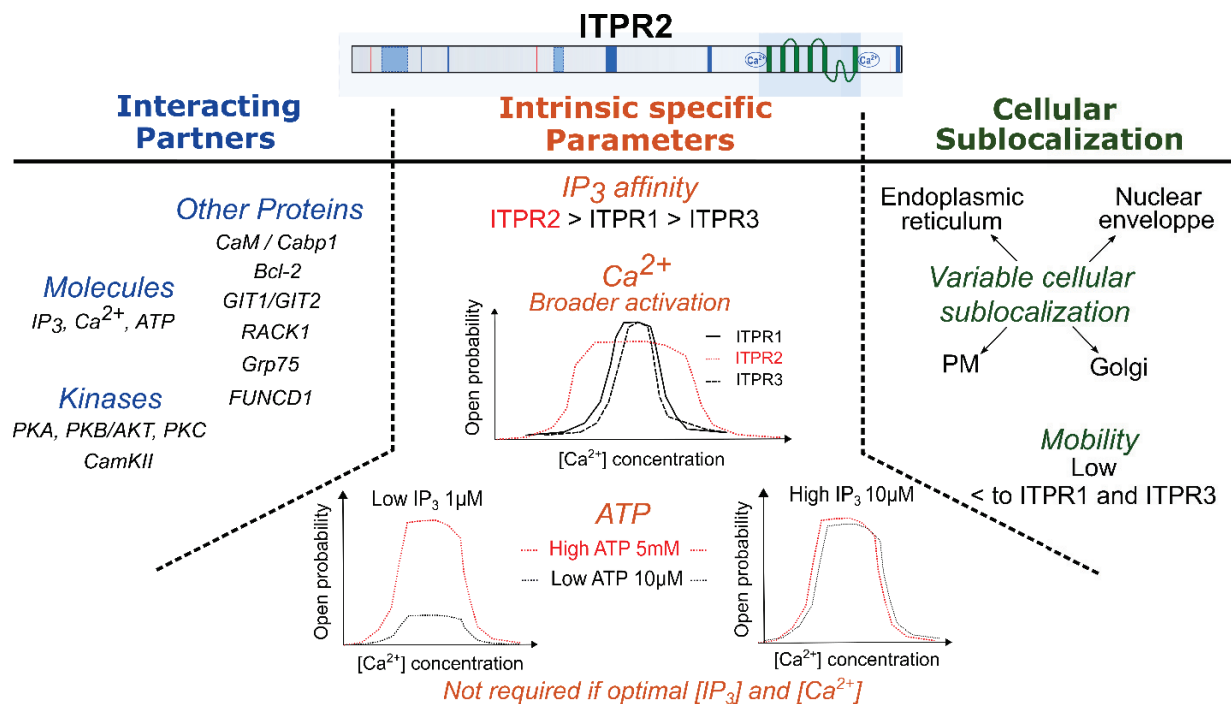 ITPR2
Ca²⁺
Ca²⁺
Interacting
Partners
Other Proteins
CaM / Cabp1
Bcl-2
GIT1/GIT2
RACK1
Grp75
FUNCD1
Molecules
IP₃, Ca²⁺, ATP
Kinases
PKA, PKB/AKT, PKC
CamKII
Intrinsic specific
Parameters
IP₃ affinity
ITPR2 > ITPR1 > ITPR3
Ca²⁺
Broader activation
Open probability
ITPR1
ITPR2
ITPR3
[Ca²⁺] concentration
ATP
High ATP 5mM
Low ATP 10µM
Low IP₃ 1µM
Open probability
[Ca²⁺] concentration
High IP₃ 10µM
Open probability
[Ca²⁺] concentration
Not required if optimal [IP₃] and [Ca²⁺]
Cellular
Sublocalization
Endoplasmic
reticulum
Nuclear
enveloppe
Variable cellular
sublocalization
PM
Golgi
Mobility
Low
< to ITPR1 and ITPR3